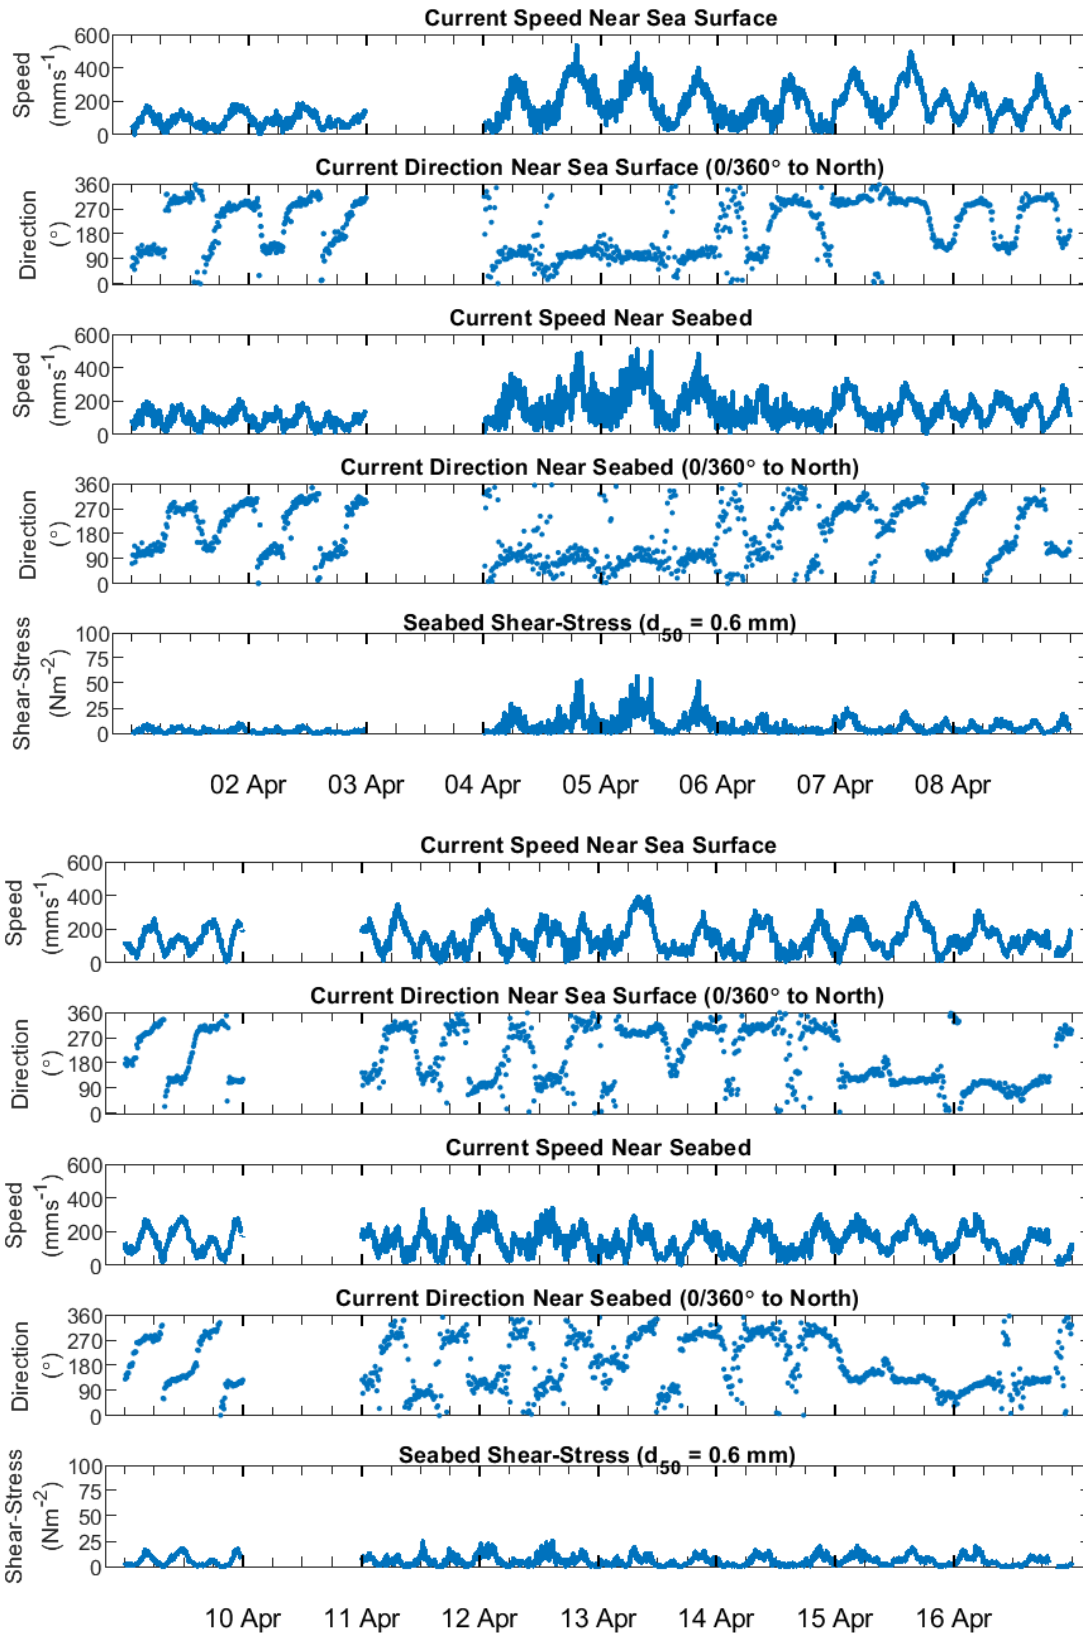 Current Speed Near Sea Surface
Speed
(mms⁻¹)
600
400
200
0
Current Direction Near Sea Surface (0/360° to North)
Direction
(°)
360
270
180
90
0
Current Speed Near Seabed
Speed
(mms⁻¹)
600
400
200
0
Current Direction Near Seabed (0/360° to North)
Direction
(°)
360
270
180
90
0
Seabed Shear-Stress (d₅₀ = 0.6 mm)
Shear-Stress
(Nm⁻²)
100
75
50
25
0
02 Apr 03 Apr 04 Apr 05 Apr 06 Apr 07 Apr 08 Apr
Current Speed Near Sea Surface
Speed
(mms⁻¹)
600
400
200
0
Current Direction Near Sea Surface (0/360° to North)
Direction
(°)
360
270
180
90
0
Current Speed Near Seabed
Speed
(mms⁻¹)
600
400
200
0
Current Direction Near Seabed (0/360° to North)
Direction
(°)
360
270
180
90
0
Seabed Shear-Stress (d₅₀ = 0.6 mm)
Shear-Stress
(Nm⁻²)
100
75
50
25
0
10 Apr 11 Apr 12 Apr 13 Apr 14 Apr 15 Apr 16 Apr